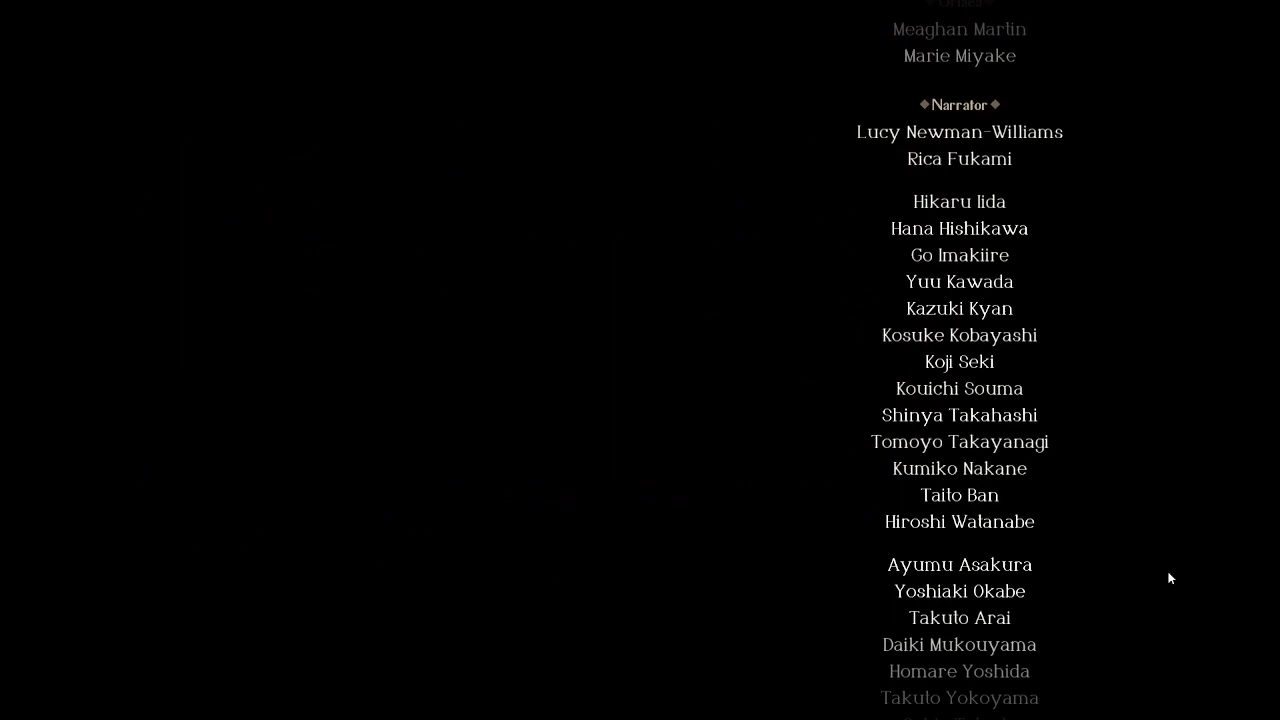 Meaghan Martin
Marie Miyake
◆Narrator◆
Lucy Newman-Williams
Rica Fukami
Hikaru Iida
Hana Hishikawa
Go Imakiire
Yuu Kawada
Kazuki Kyan
Kosuke Kobayashi
Koji Seki
Kouichi Souma
Shinya Takahashi
Tomoyo Takayanagi
Kumiko Nakane
Taito Ban
Hiroshi Watanabe
Ayumu Asakura
Yoshiaki Okabe
Takuto Arai
Daiki Mukouyama
Homare Yoshida
Takuto Yokoyama